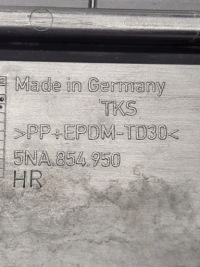 Made in Germany
TKS
>PP+EPDM-TD30<
5NA.854.950
HR